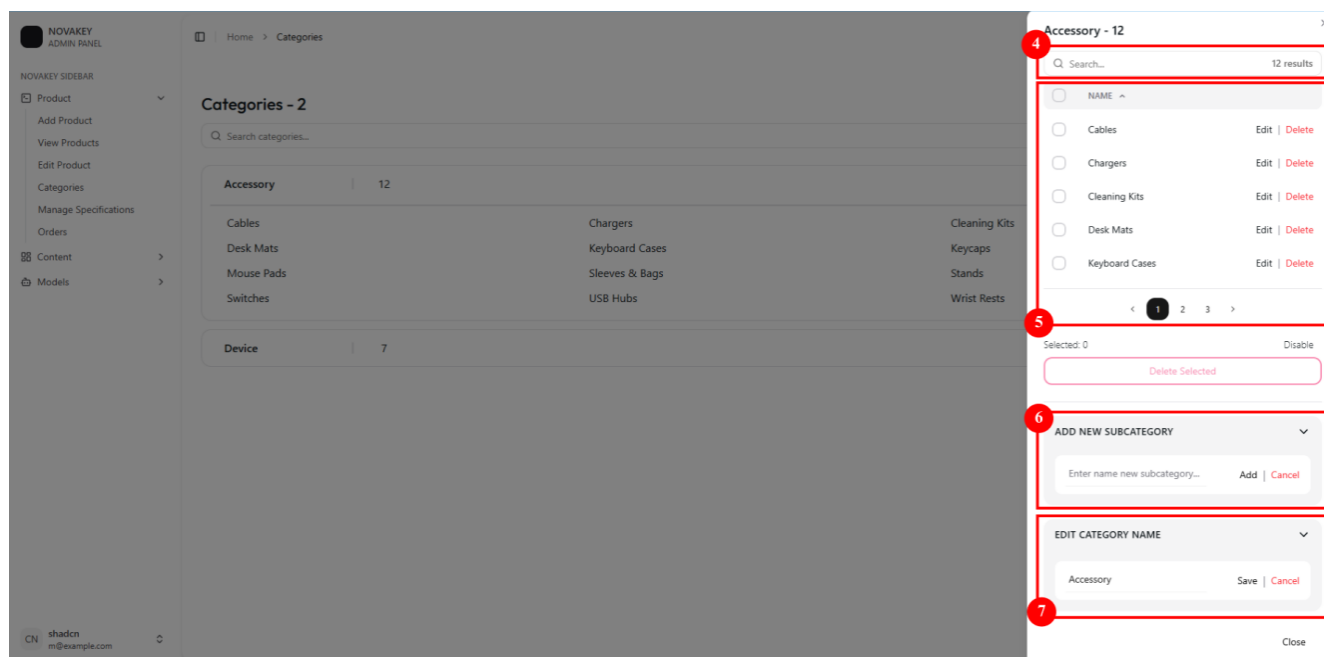 NOVAKEY
ADMIN PANEL
NOVAKEY SIDEBAR
Product
Add Product
View Products
Edit Product
Categories
Manage Specifications
Orders
Content
Models
CN shadcn
m@example.com
Home > Categories
Categories - 2
Search categories...
Accessory | 12
Cables Chargers Cleaning Kits
Desk Mats Keyboard Cases Keycaps
Mouse Pads Sleeves & Bags Stands
Switches USB Hubs Wrist Rests
Device | 7
Accessory - 12
4
Search... 12 results
NAME
Cables Edit | Delete
Chargers Edit | Delete
Cleaning Kits Edit | Delete
Desk Mats Edit | Delete
Keyboard Cases Edit | Delete
< 1 2 3 >
5
Selected: 0 Disable
Delete Selected
6
ADD NEW SUBCATEGORY
Enter name new subcategory... Add | Cancel
EDIT CATEGORY NAME
Accessory Save | Cancel
7
Close